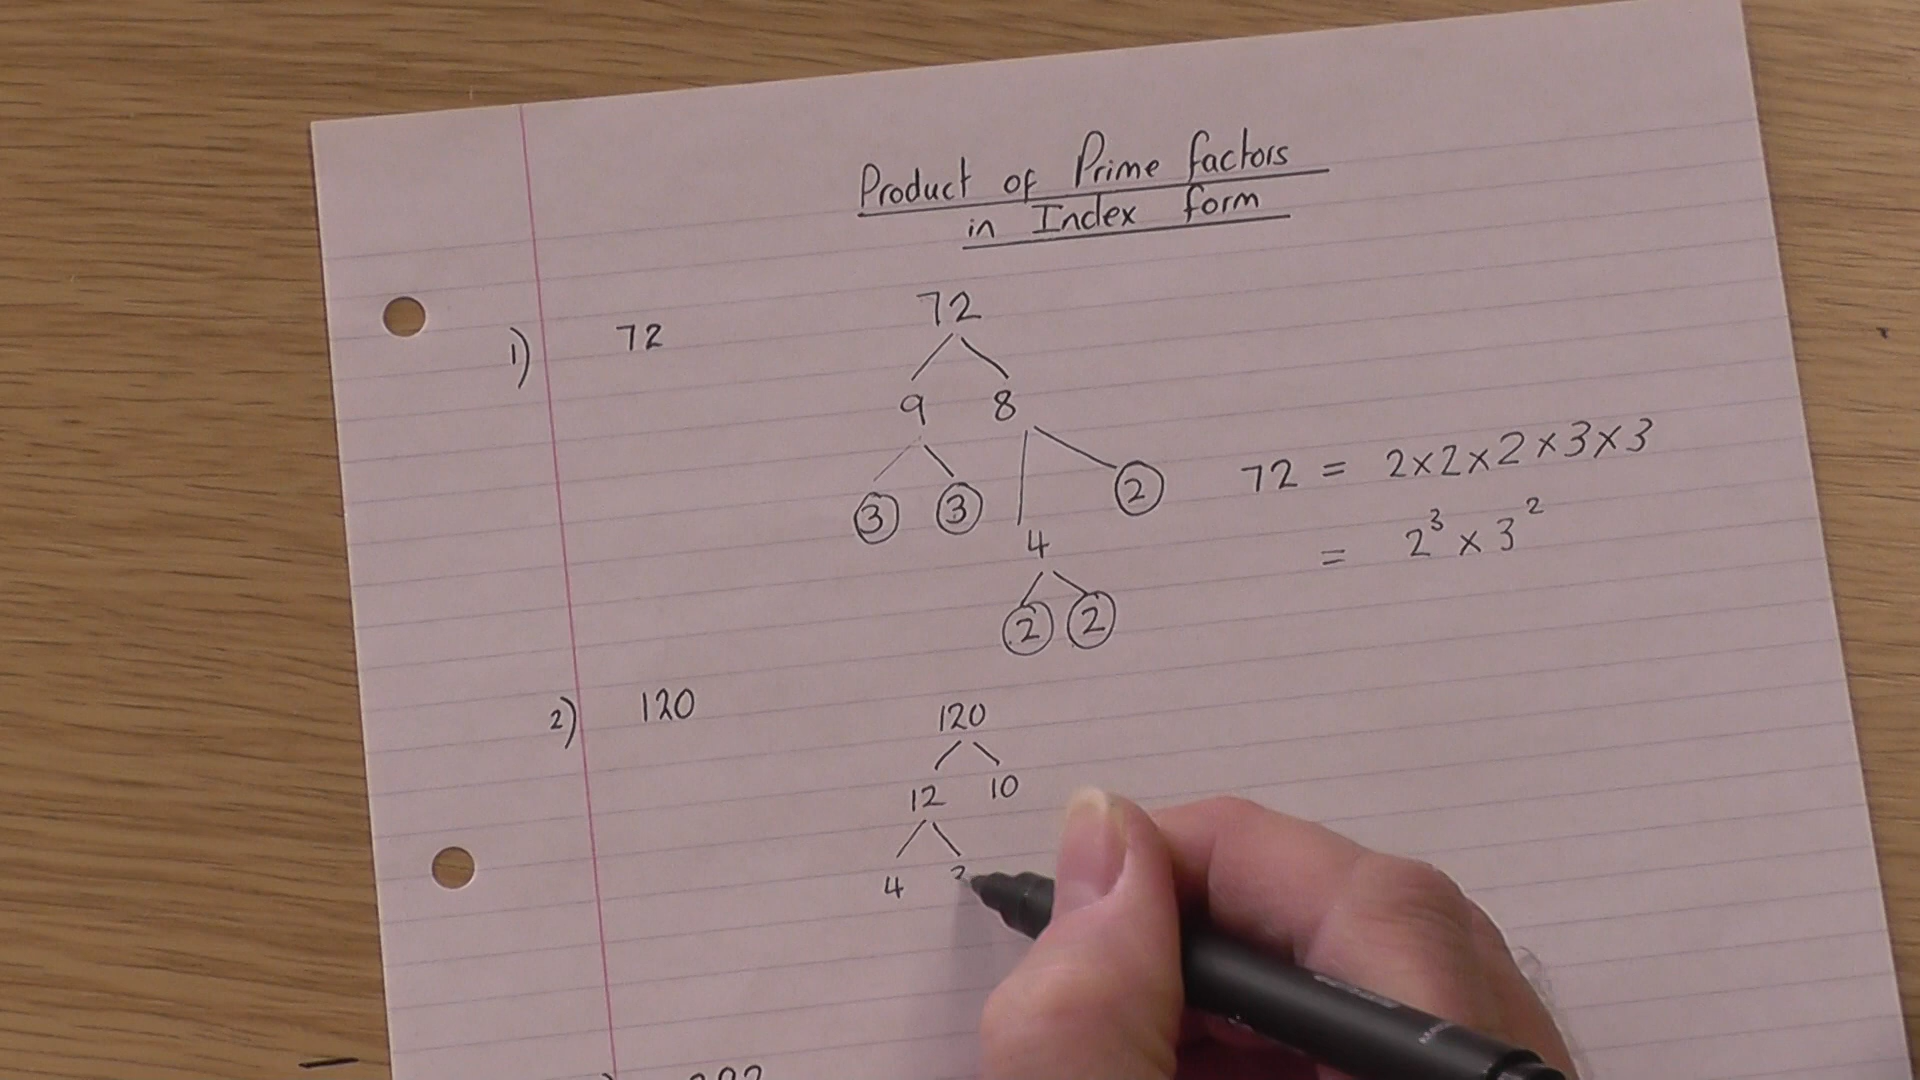 Product of Prime factors
in Index form
1) 72
72
9 8
3 3 2
4
2 2
72 = 2×2×2×3×3
= 2³ × 3²
2) 120
120
12 10
4